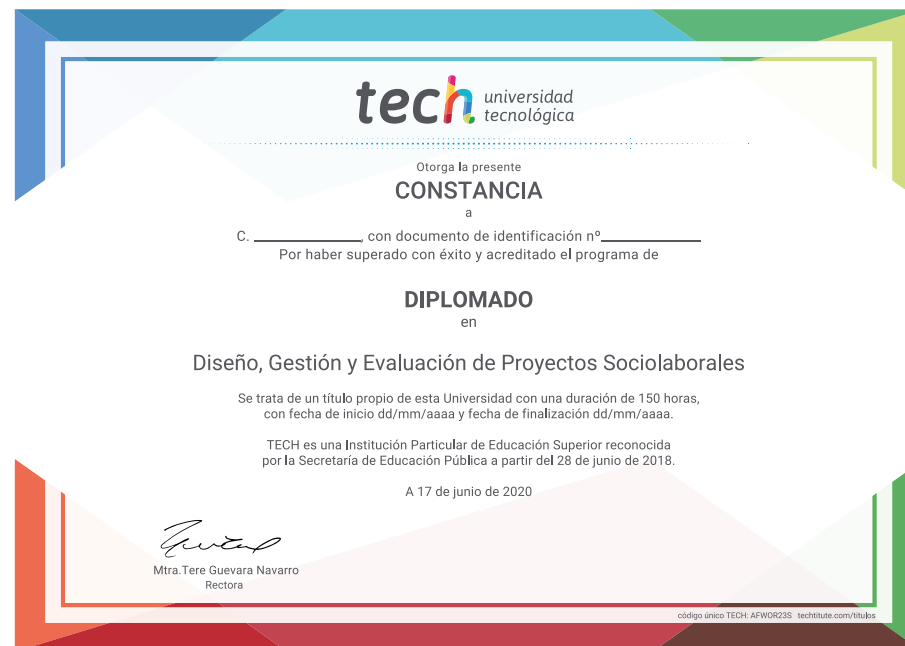 tech universidad
tecnológica
Otorga la presente
CONSTANCIA
a
C. ____________, con documento de identificación nº____________
Por haber superado con éxito y acreditado el programa de
DIPLOMADO
en
Diseño, Gestión y Evaluación de Proyectos Sociolaborales
Se trata de un título propio de esta Universidad con una duración de 150 horas,
con fecha de inicio dd/mm/aaaa y fecha de finalización dd/mm/aaaa.
TECH es una Institución Particular de Educación Superior reconocida
por la Secretaría de Educación Pública a partir del 28 de junio de 2018.
A 17 de junio de 2020
Mtra.Tere Guevara Navarro
Rectora
código único TECH: AFWOR23S techtitute.com/titulos